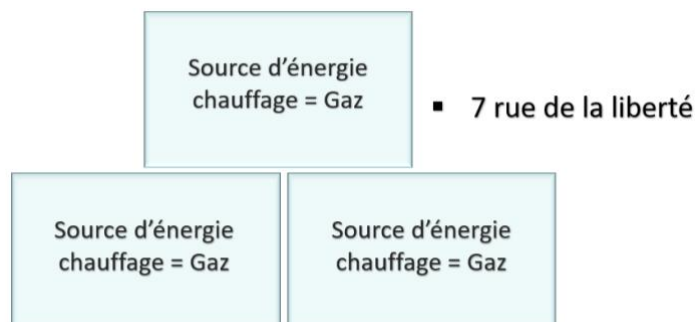 Source d’énergie
chauffage = Gaz
▪ 7 rue de la liberté
Source d’énergie
chauffage = Gaz
Source d’énergie
chauffage = Gaz